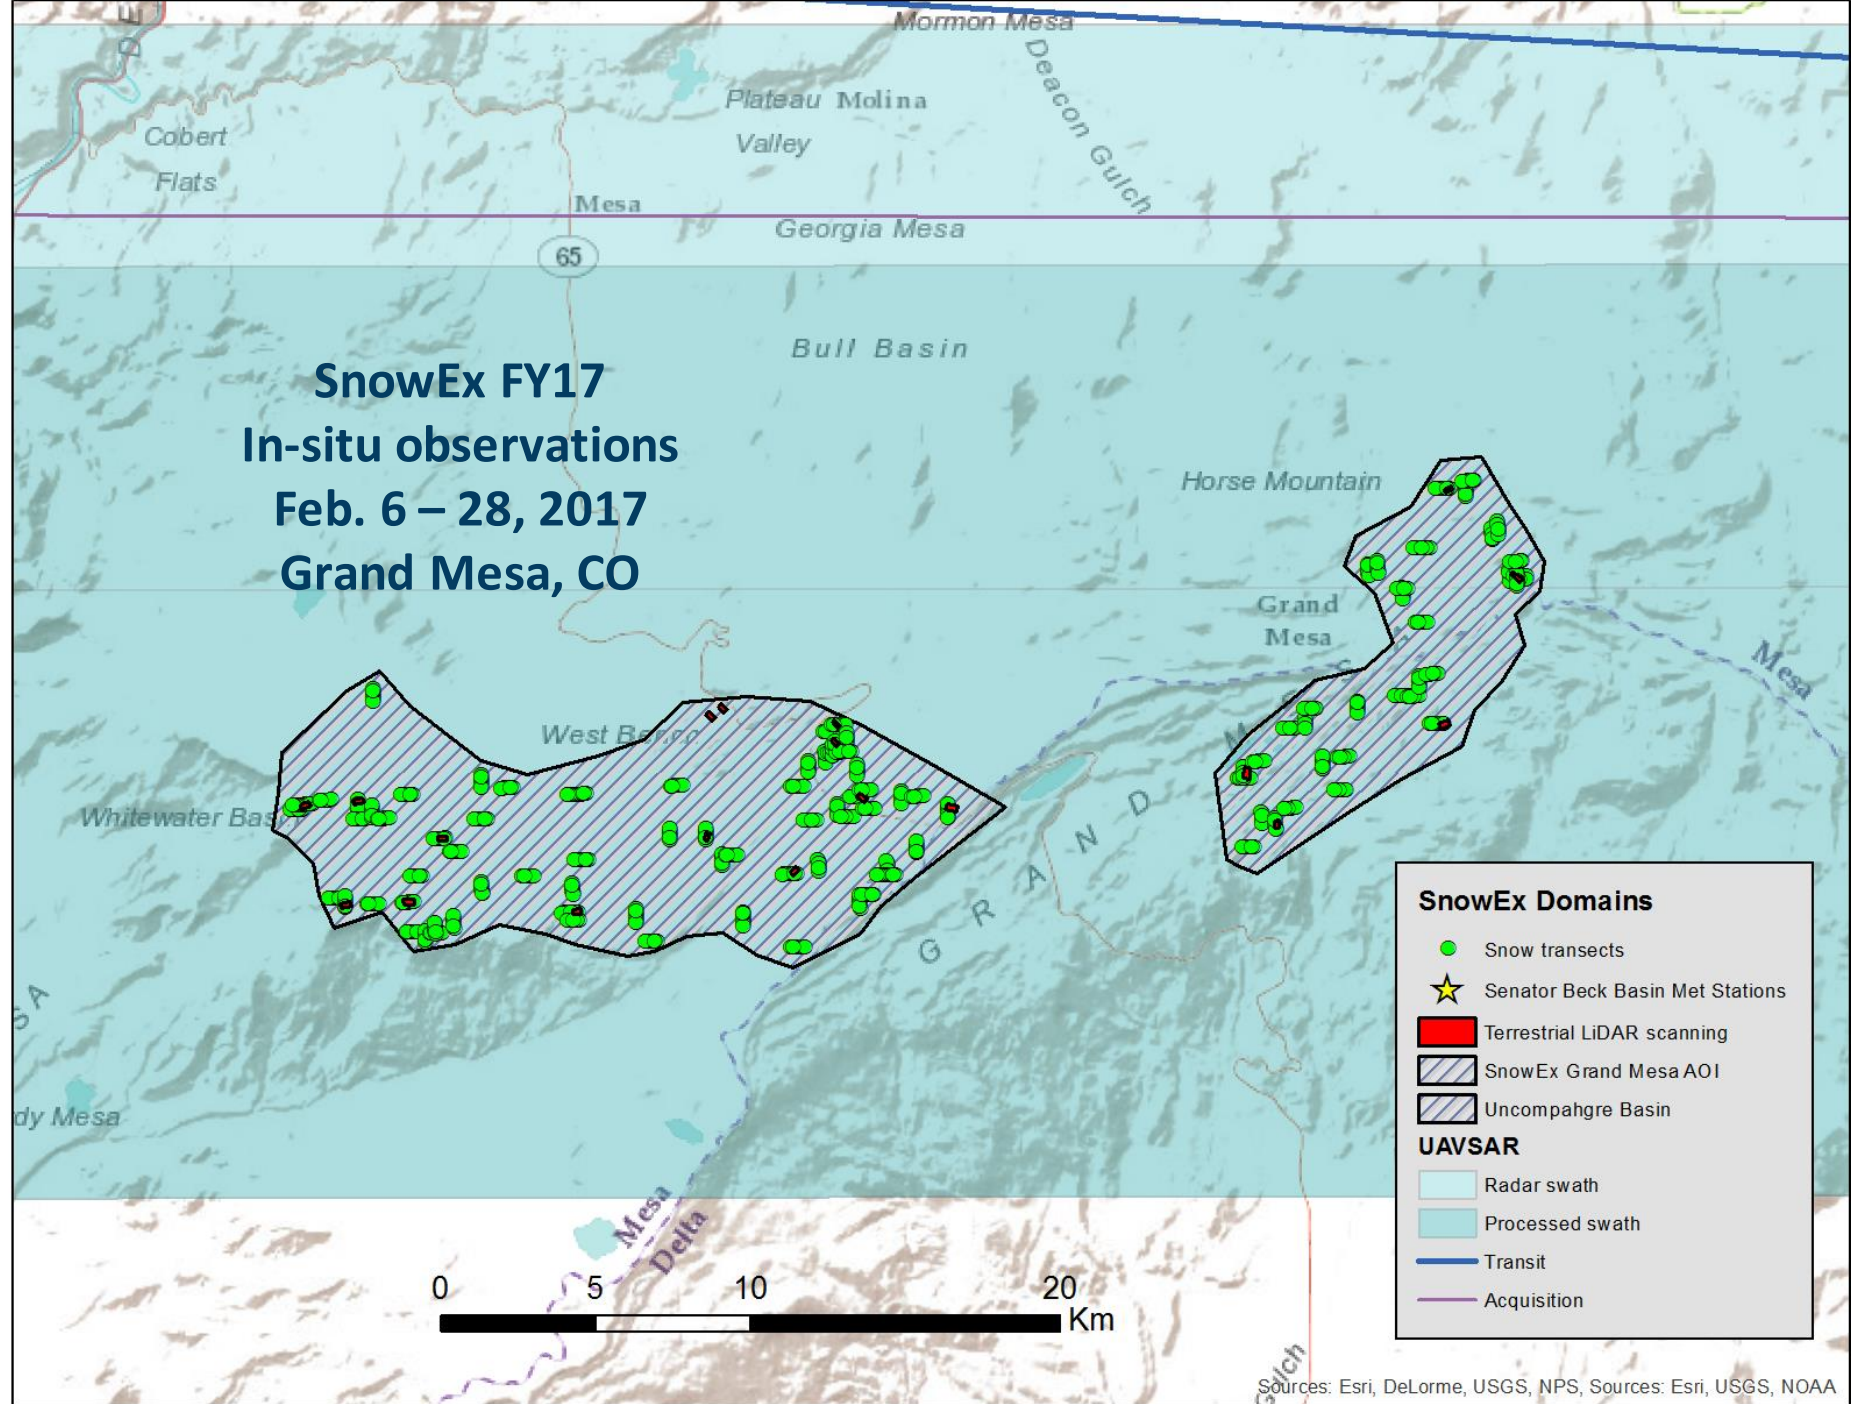 DE
Mormon Mesa
Deacon Gulch
Plateau Molina
Valley
Cobert
Flats
Mesa
Georgia Mesa
65
Bull Basin
SnowEx FY17
In-situ observations
Feb. 6 – 28, 2017
Grand Mesa, CO
Horse Mountain
Grand
Mesa
Mesa
West
Whitewater
GRAND
SA
dy Mesa
Mesa
Delta
SnowEx Domains
Snow transects
Senator Beck Basin Met Stations
Terrestrial LiDAR scanning
SnowEx Grand Mesa AOI
Uncompahgre Basin
UAVSAR
Radar swath
Processed swath
Transit
Acquisition
0 5 10 20
Km
Gulch
Sources: Esri, DeLorme, USGS, NPS, Sources: Esri, USGS, NOAA